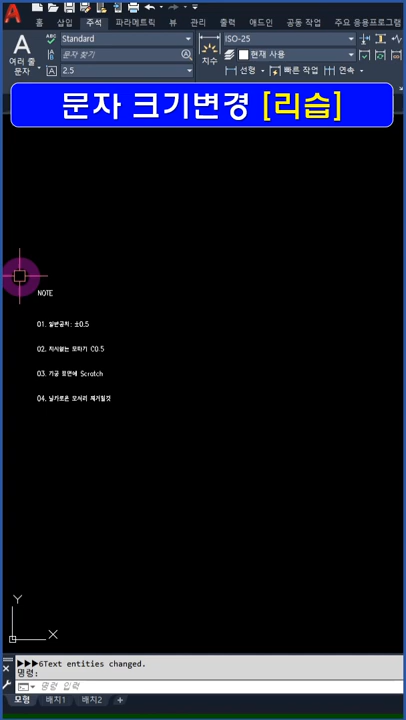 홈
삽입
주석
파라메트릭
뷰
관리
출력
애드인
공동 작업
주요 응용프로그램
A
여러 줄
문자
ABC
Standard
문자 찾기
A
2.5
지수
ISO-25
현재 사용
선형
빠른 작업
연속
문자 크기변경 [리습]
NOTE
01. 일반공차: ±0.5
02. 지시없는 모따기 C0.5
03. 가공 표면에 Scratch
04. 날카로운 모서리 제거할것
Y
X
▶▶▶6Text entities changed.
명령:
명령 입력
모형
배치1
배치2
+